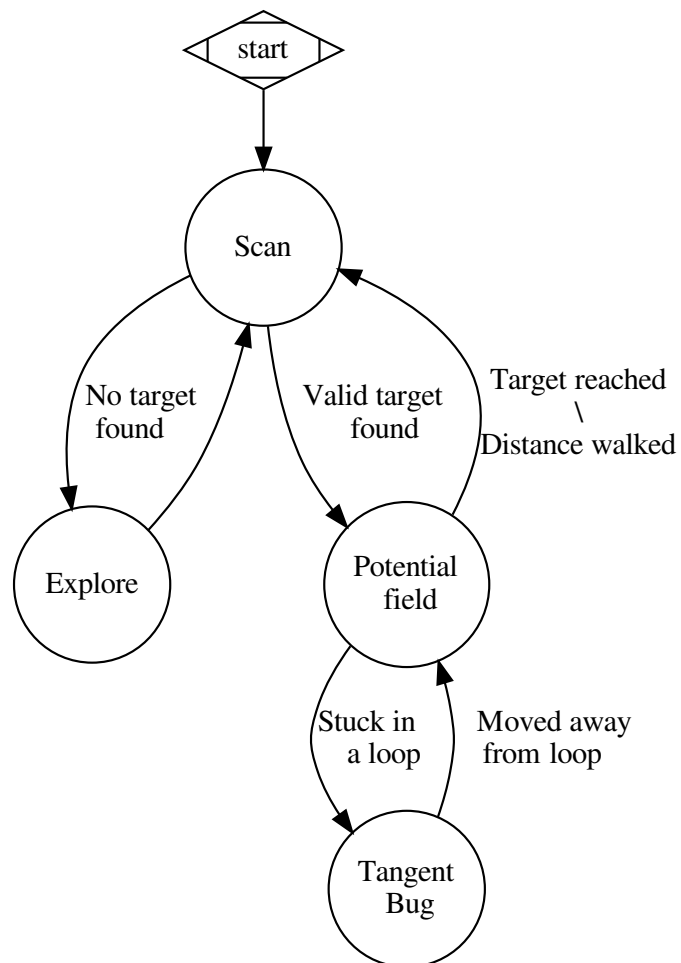 start
Scan
No target
found
Valid target
found
Target reached
\
Distance walked
Explore
Potential
field
Stuck in
a loop
Moved away
from loop
Tangent
Bug